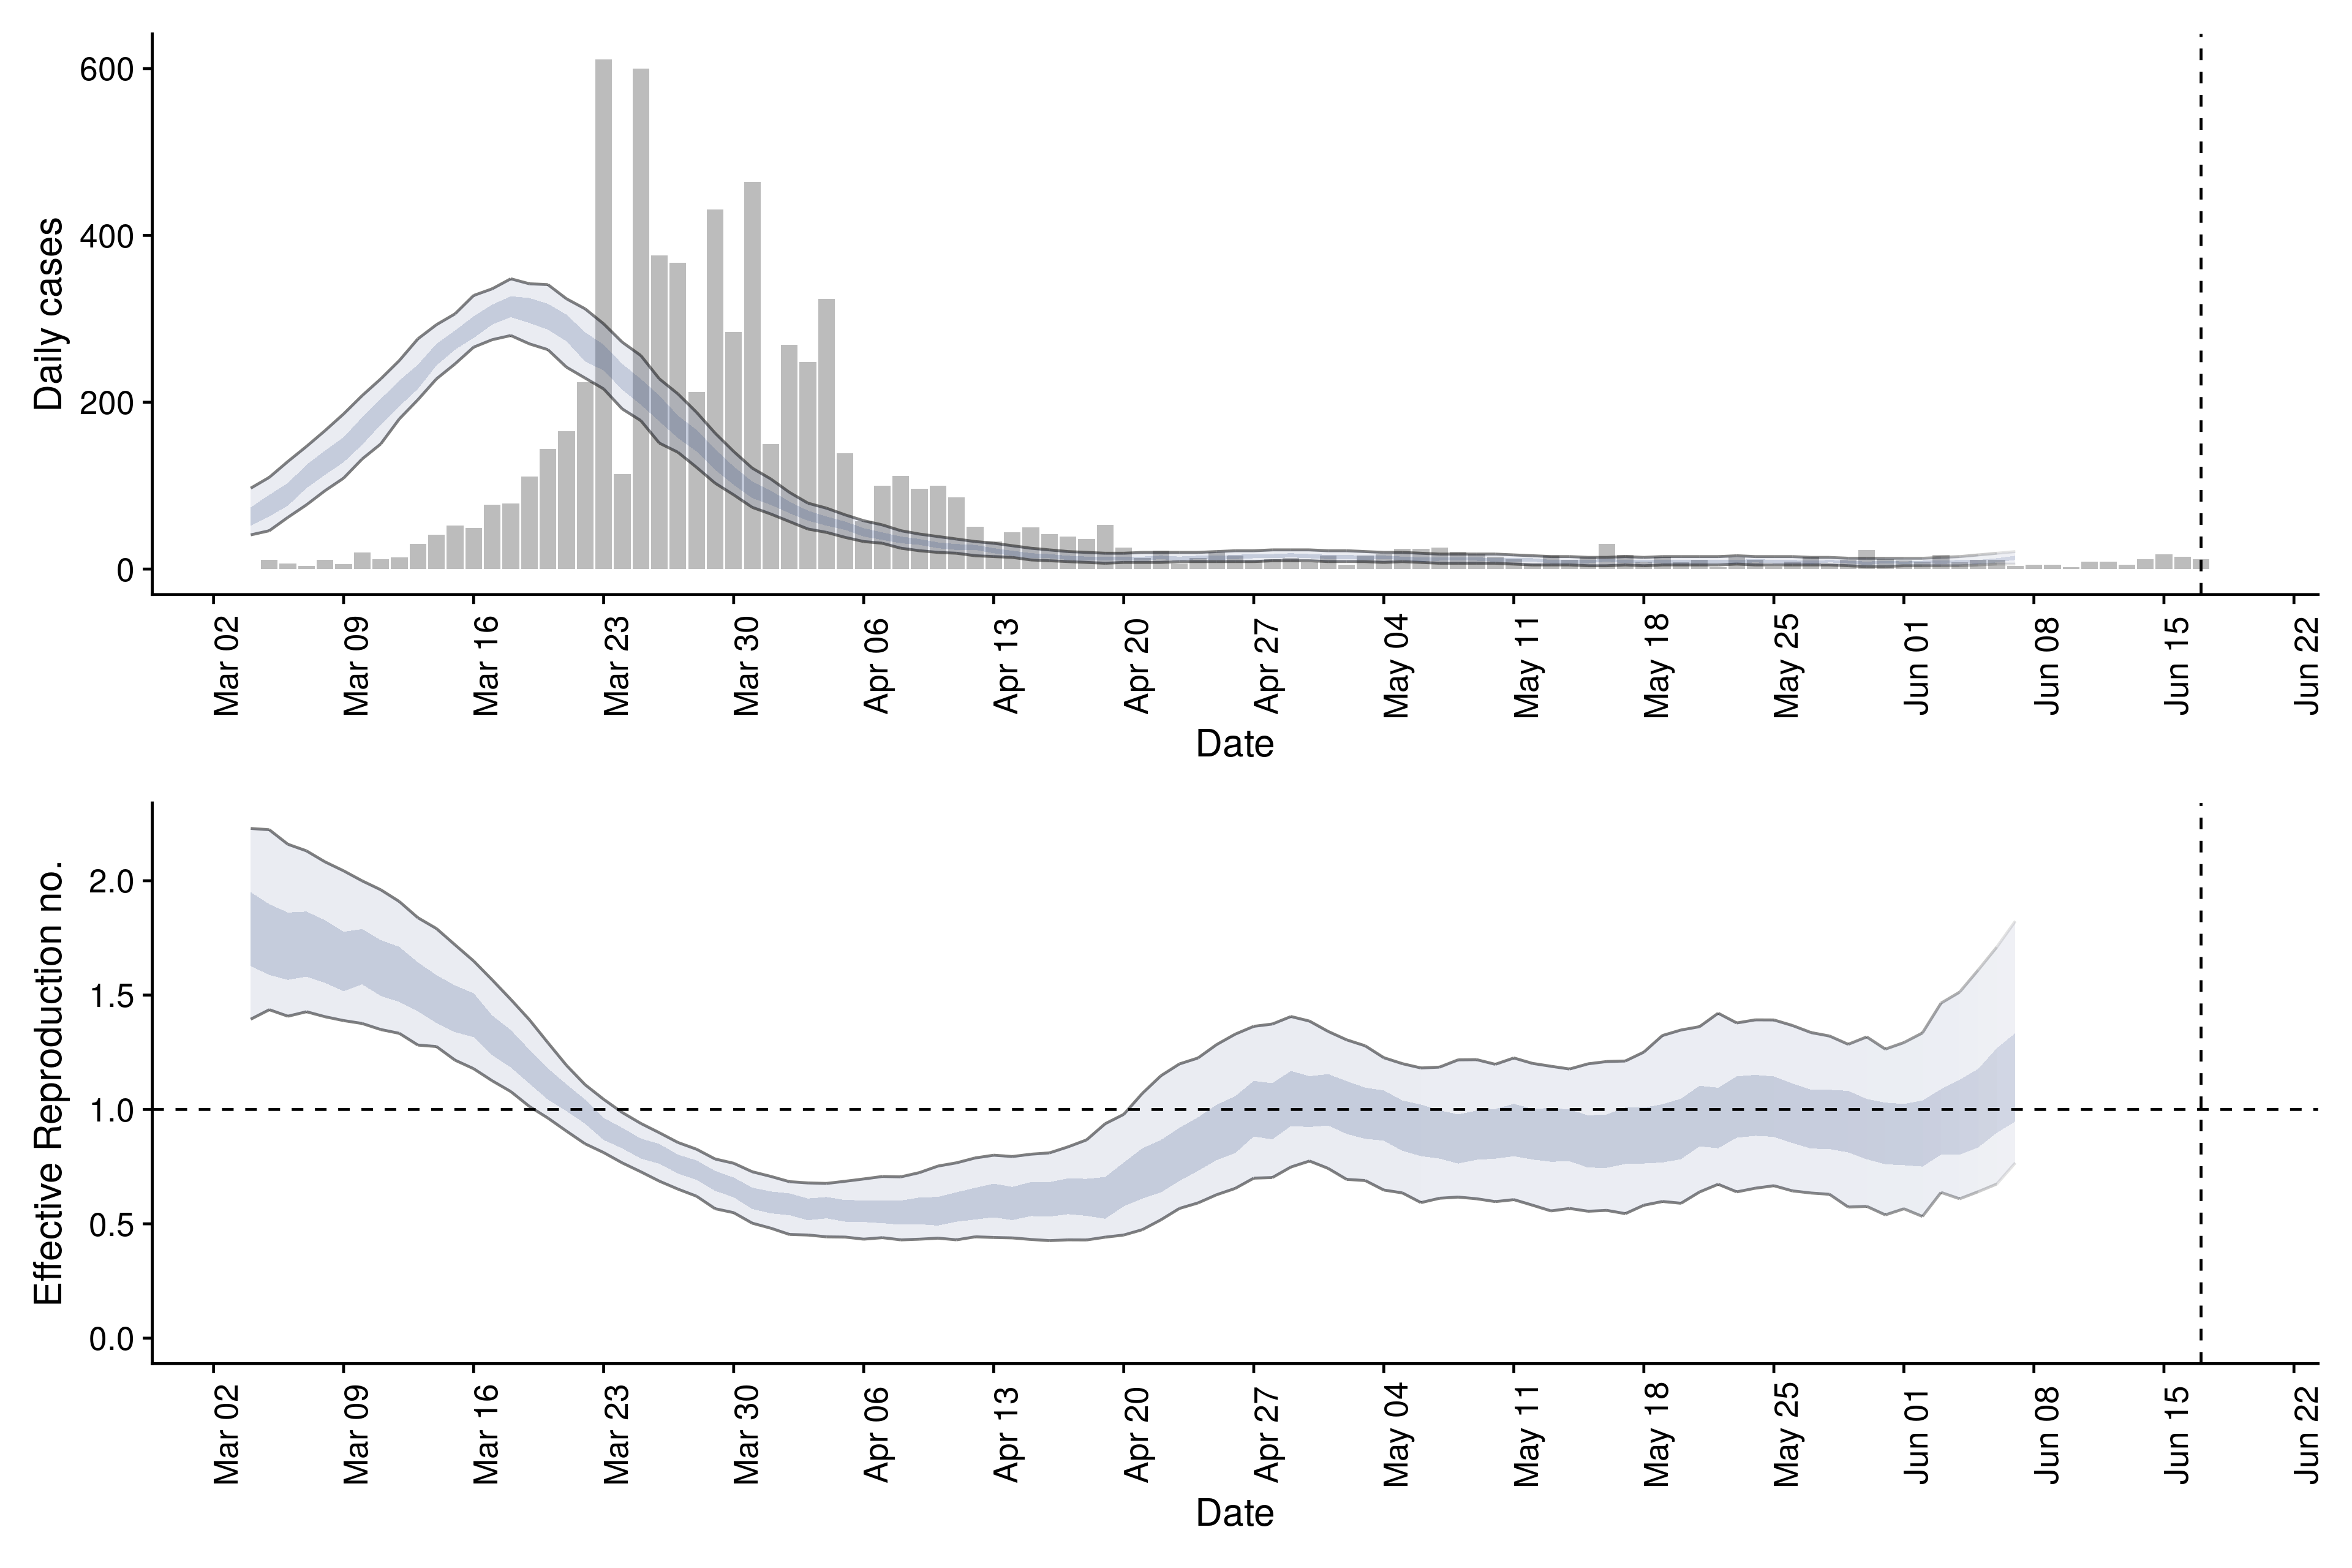 Daily cases
600
400
200
0
Mar 02
Mar 09
Mar 16
Mar 23
Mar 30
Apr 06
Apr 13
Apr 20
Apr 27
May 04
May 11
May 18
May 25
Jun 01
Jun 08
Jun 15
Jun 22
Date
Effective Reproduction no.
2.0
1.5
1.0
0.5
0.0
Mar 02
Mar 09
Mar 16
Mar 23
Mar 30
Apr 06
Apr 13
Apr 20
Apr 27
May 04
May 11
May 18
May 25
Jun 01
Jun 08
Jun 15
Jun 22
Date